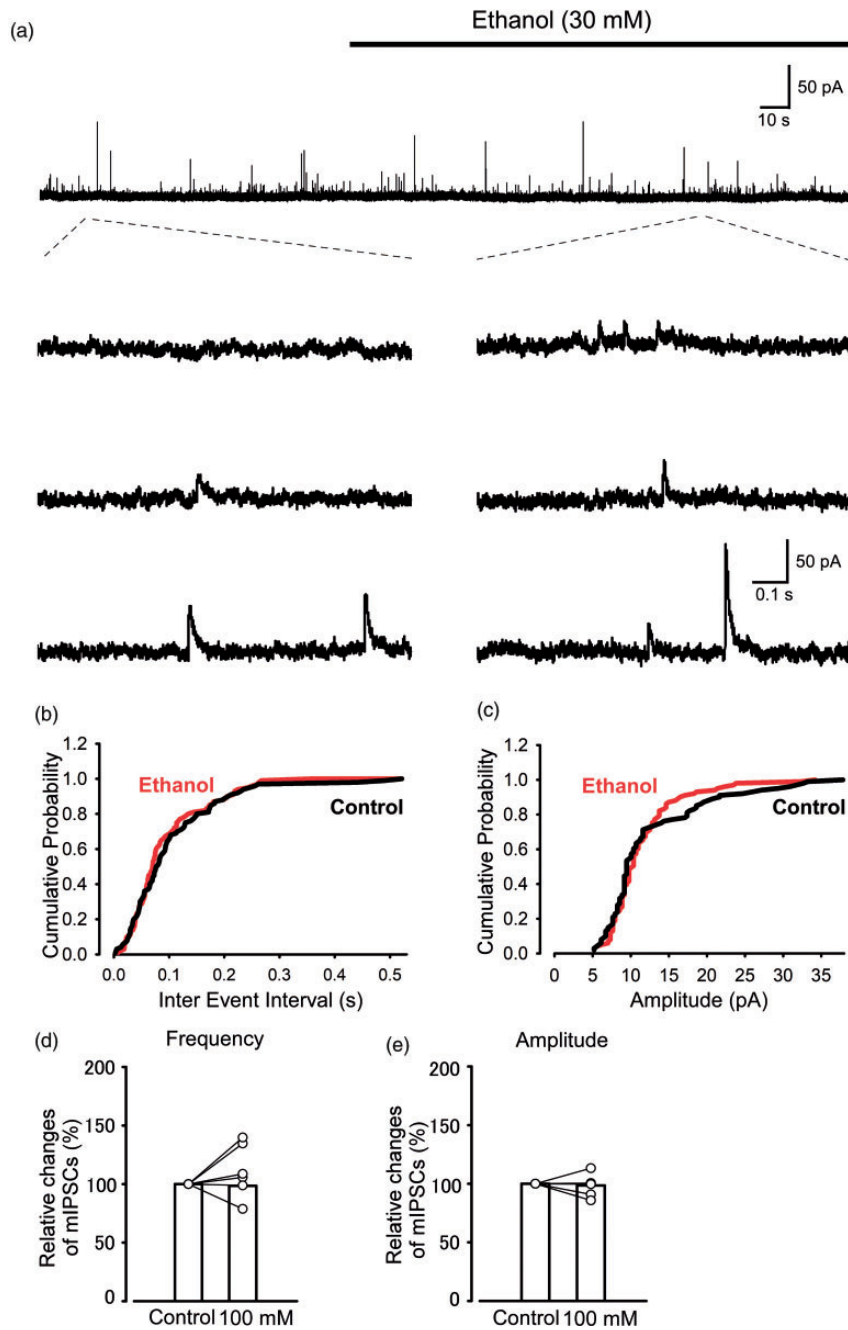 (a)
Ethanol (30 mM)
50 pA
10 s
50 pA
0.1 s
(b)
Cumulative Probability
1.2
1.0
0.8
0.6
0.4
0.2
0.0
Ethanol
Control
0.0 0.1 0.2 0.3 0.4 0.5
Inter Event Interval (s)
(c)
Cumulative Probability
1.2
1.0
0.8
0.6
0.4
0.2
0.0
Ethanol
Control
0 5 10 15 20 25 30 35
Amplitude (pA)
(d)
Frequency
Relative changes
of mIPSCs (%)
200
150
100
50
0
Control 100 mM
(e)
Amplitude
Relative changes
of mIPSCs (%)
200
150
100
50
0
Control 100 mM